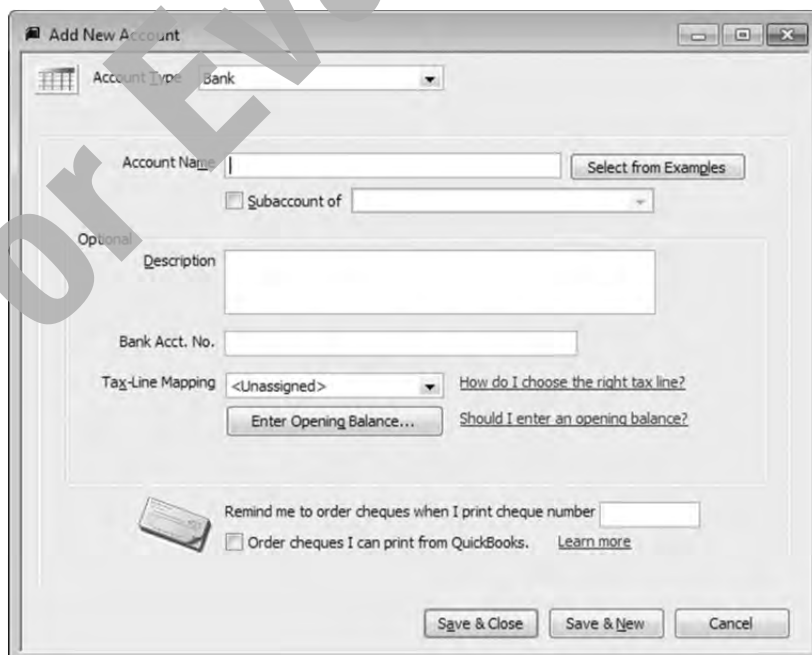 Add New Account
Account Type Bank
Account Name Select from Examples
Subaccount of
Optional
Description
Bank Acct. No.
Tax-Line Mapping <Unassigned> How do I choose the right tax line?
Enter Opening Balance... Should I enter an opening balance?
Remind me to order cheques when I print cheque number
Order cheques I can print from QuickBooks. Learn more
Save & Close Save & New Cancel